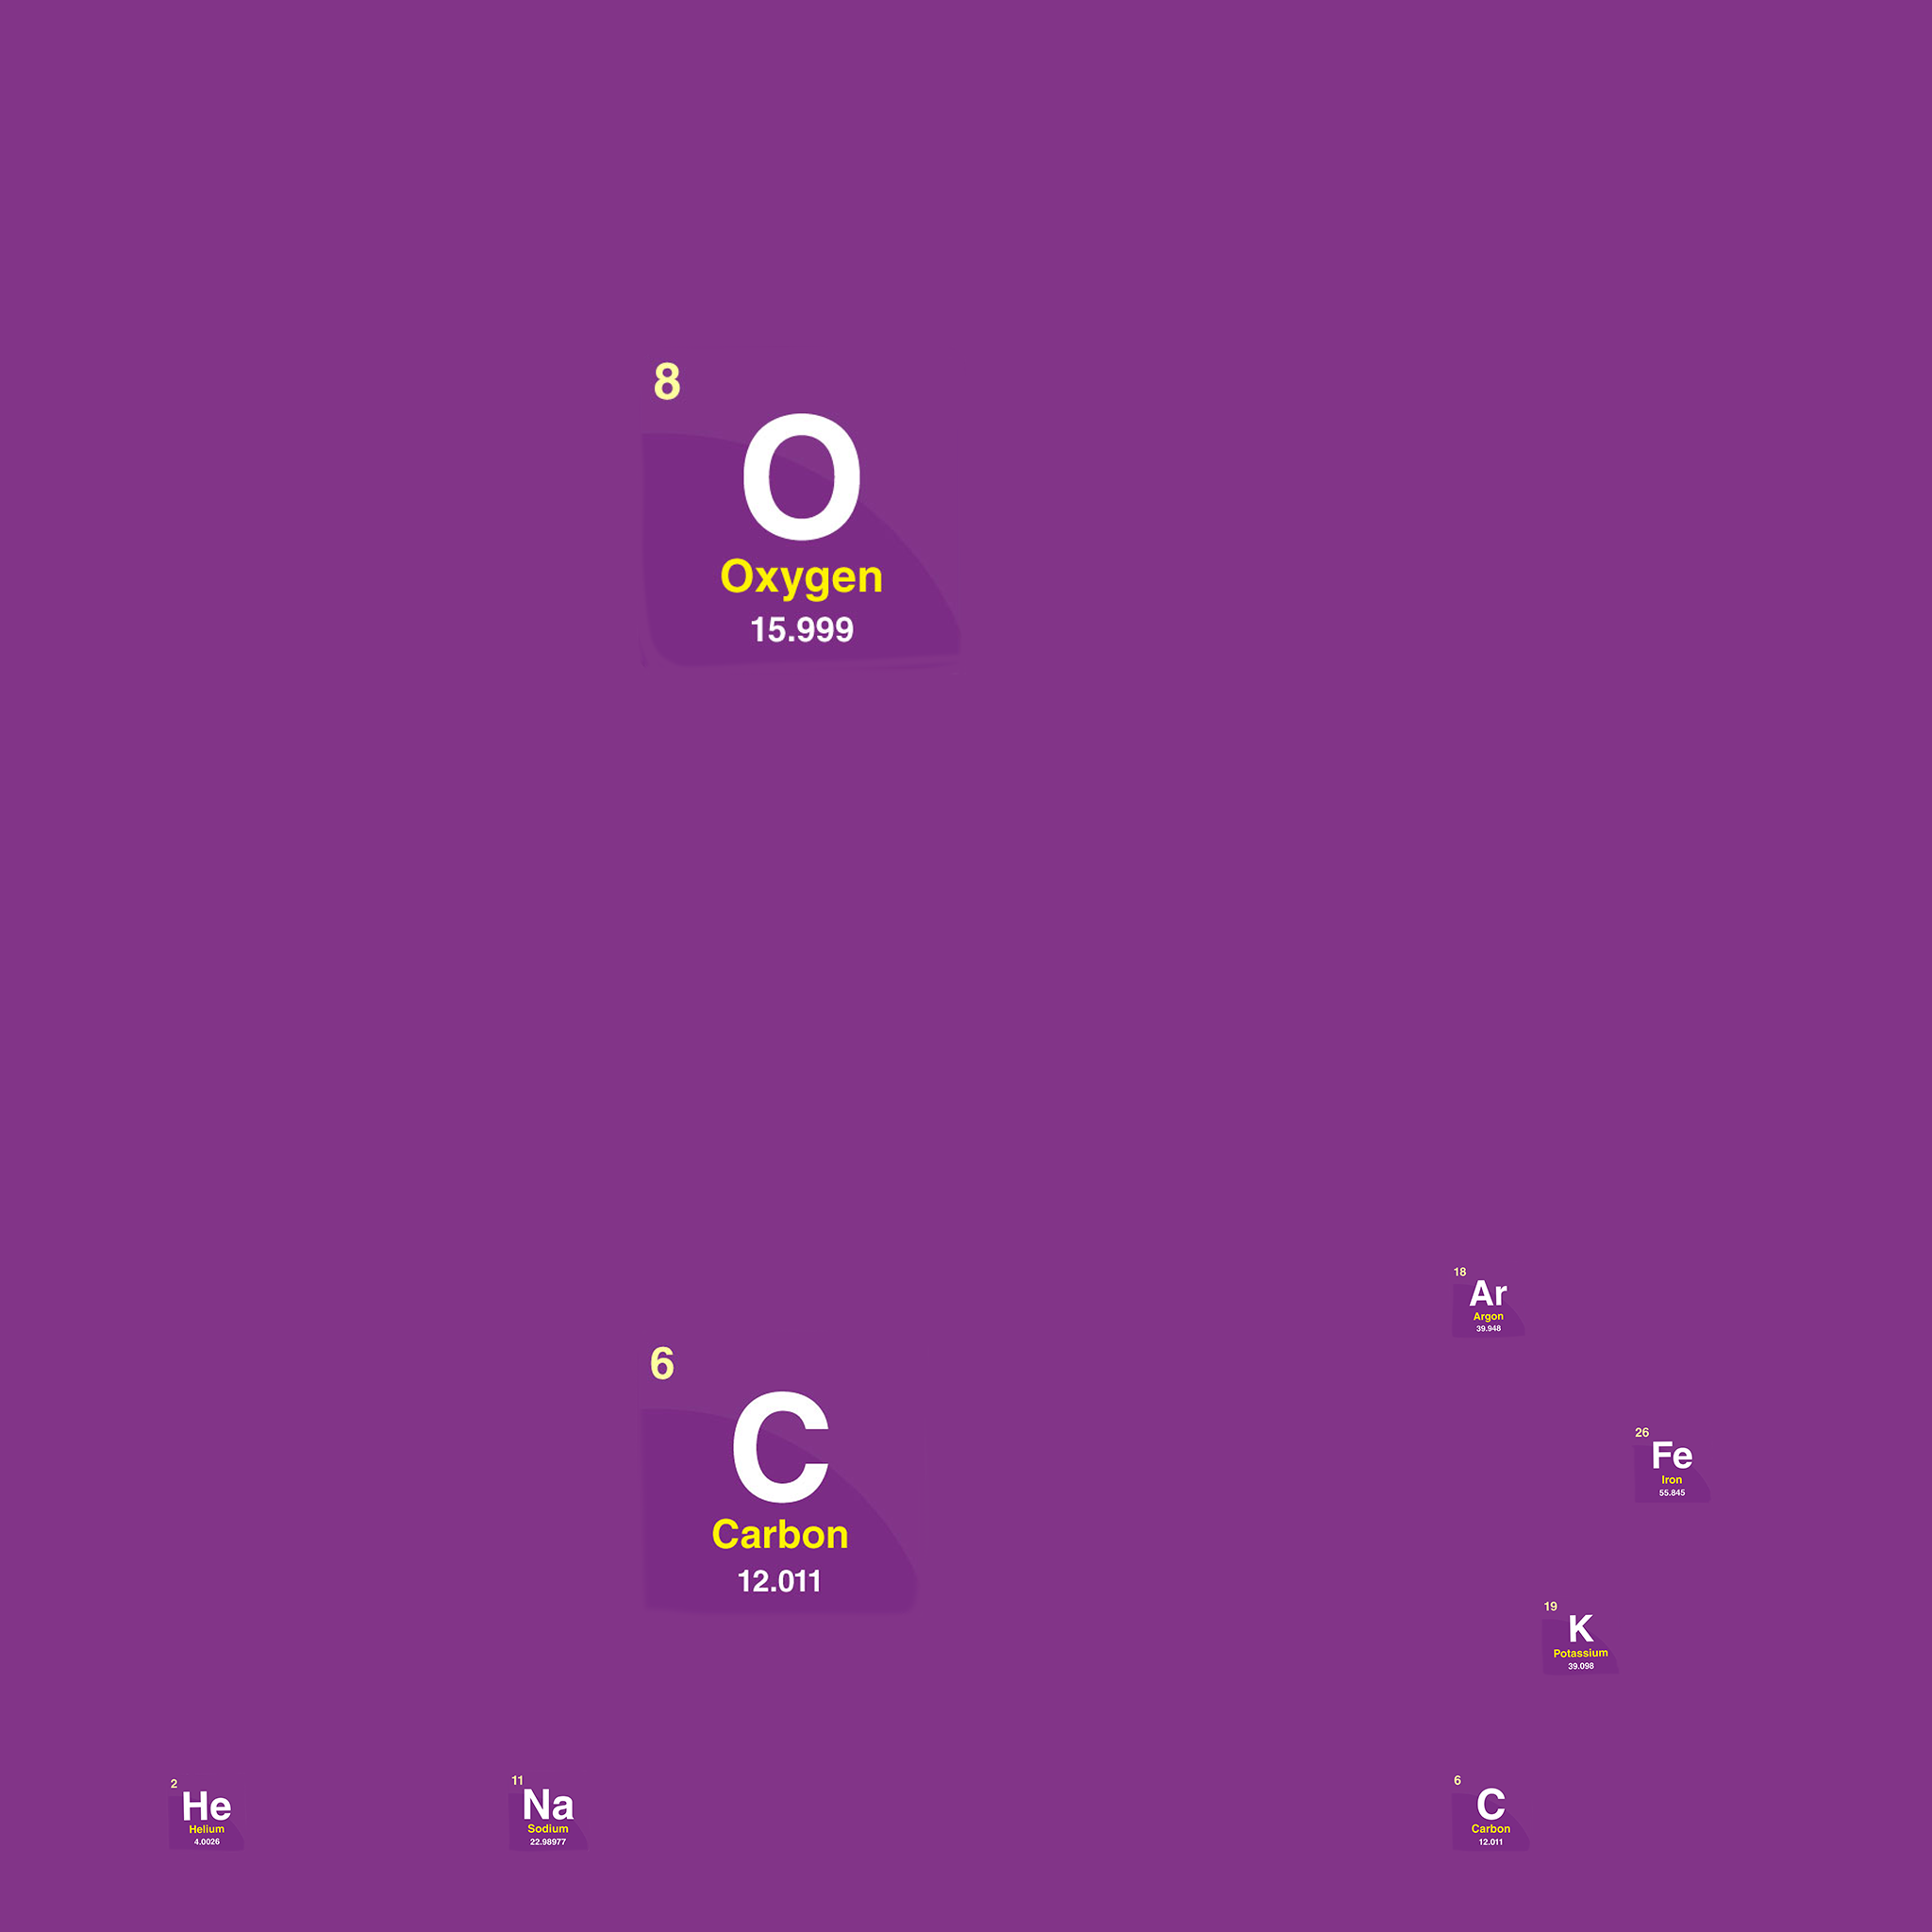 8
O
Oxygen
15.999
18
Ar
Argon
39.948
6
C
Carbon
12.011
26
Fe
Iron
55.845
19
K
Potassium
39.098
2
He
Helium
4.0026
11
Na
Sodium
22.98977
6
C
Carbon
12.011